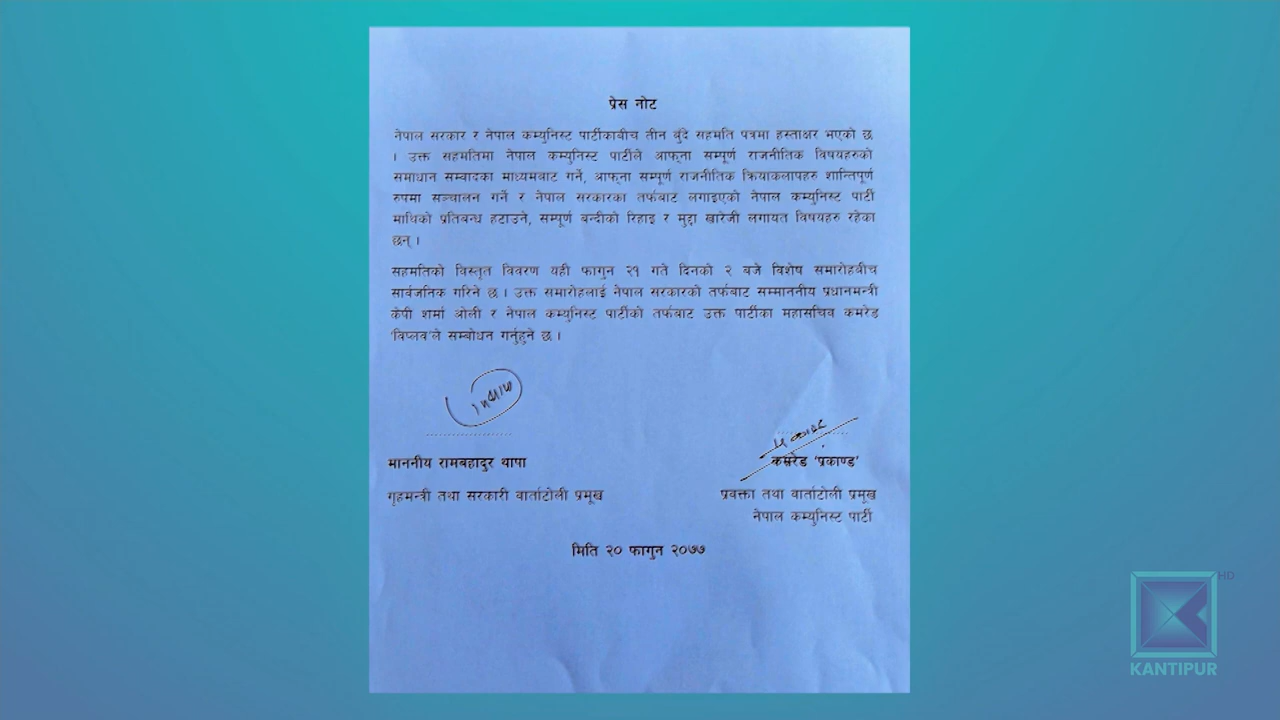 प्रेस नोट
नेपाल सरकार र नेपाल कम्युनिस्ट पार्टीकाबीच तीन बुँदे सहमति पत्रमा हस्ताक्षर भएको छ
। उक्त सहमतिमा नेपाल कम्युनिस्ट पार्टीले आफ्ना सम्पूर्ण राजनीतिक विषयहरुको
समाधान सम्वादका माध्यमबाट गर्ने, आफ्ना सम्पूर्ण राजनीतिक क्रियाकलापहरु शान्तिपूर्ण
रुपमा सञ्चालन गर्ने र नेपाल सरकारका तर्फबाट लगाइएको नेपाल कम्युनिस्ट पार्टी
माथिको प्रतिबन्ध हटाउने, सम्पूर्ण बन्दीको रिहाइ र मुद्दा खारेजी लगायत विषयहरु रहेका
छन् ।
सहमतिको विस्तृत विवरण यही फागुन २१ गते दिनको २ बजे विशेष समारोहबीच
सार्वजनिक गरिने छ । उक्त समारोहलाई नेपाल सरकारको तर्फबाट सम्माननीय प्रधानमन्त्री
केपी शर्मा ओली र नेपाल कम्युनिस्ट पार्टीको तर्फबाट उक्त पार्टीका महासचिव कमरेड
'विप्लव'ले सम्बोधन गर्नुहुने छ ।
माननीय रामबहादुर थापा
कमरेड 'प्रकाण्ड'
गृहमन्त्री तथा सरकारी वार्ताटोली प्रमुख
प्रवक्ता तथा वार्ताटोली प्रमूख
नेपाल कम्युनिस्ट पार्टी
मिति २० फागुन २०७७
HD
KANTIPUR